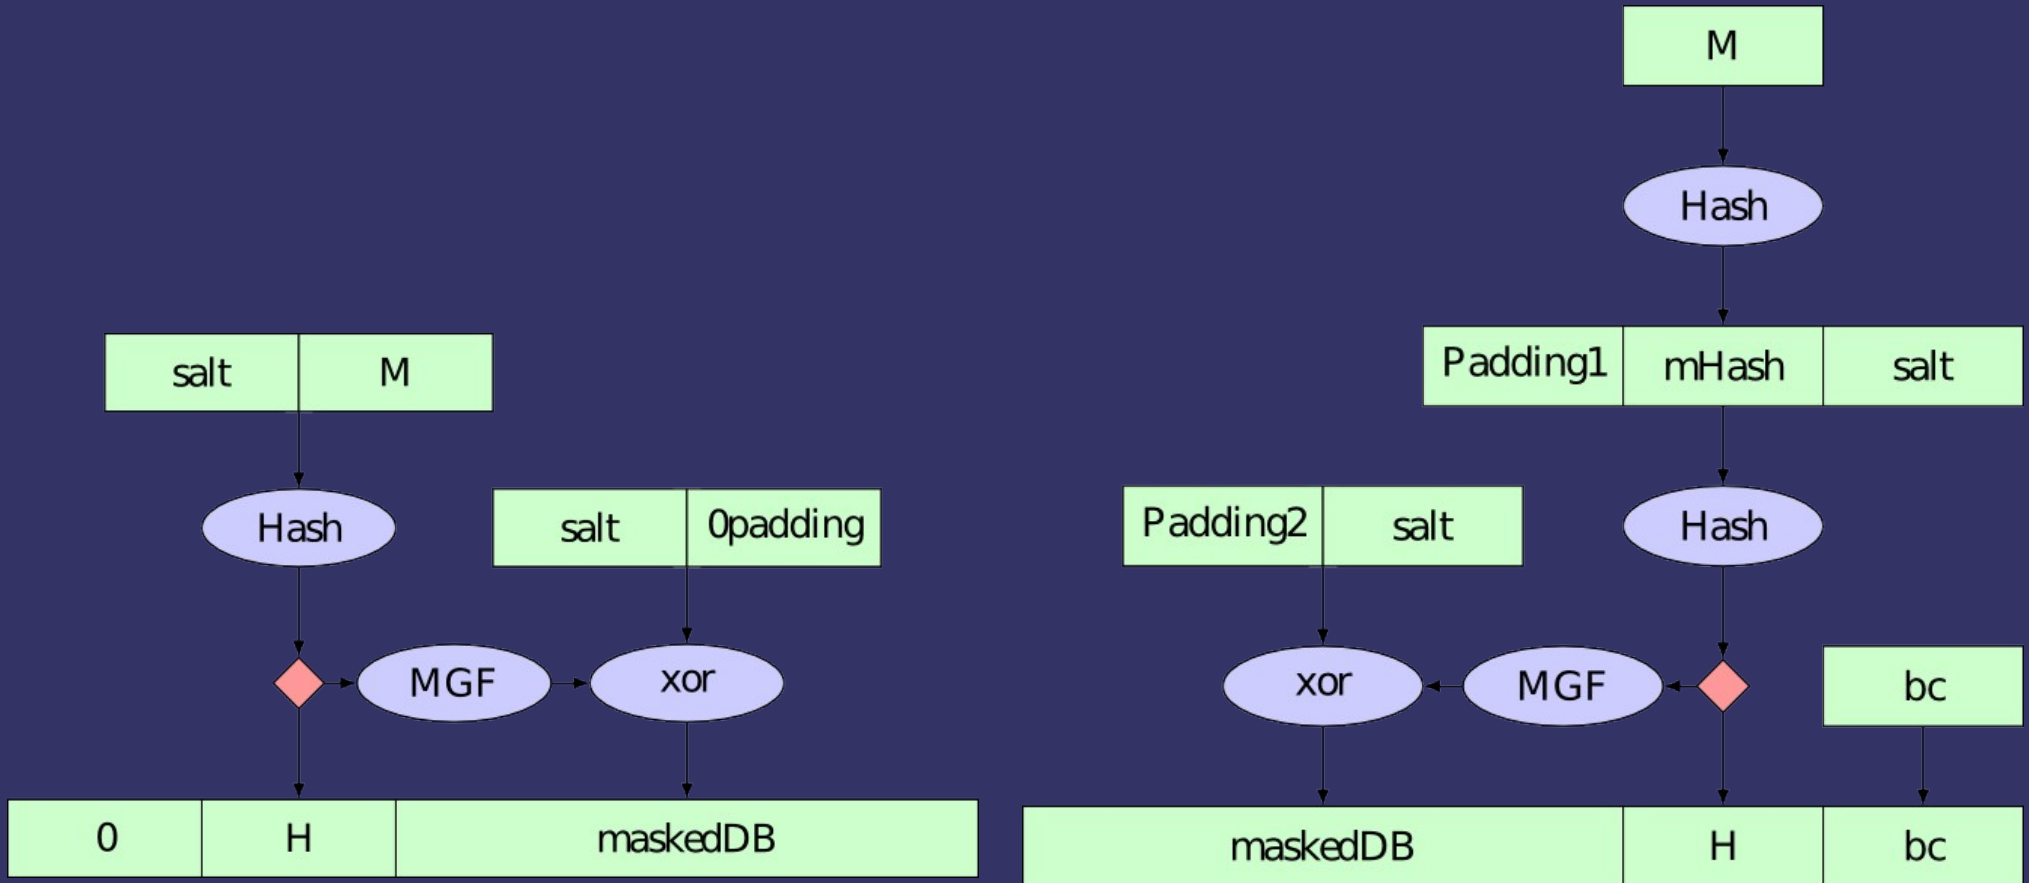 M
Hash
Padding1 mHash salt
salt M
Hash
salt 0padding
Padding2 salt
Hash
MGF
xor
xor
MGF
bc
0 H maskedDB
maskedDB H bc